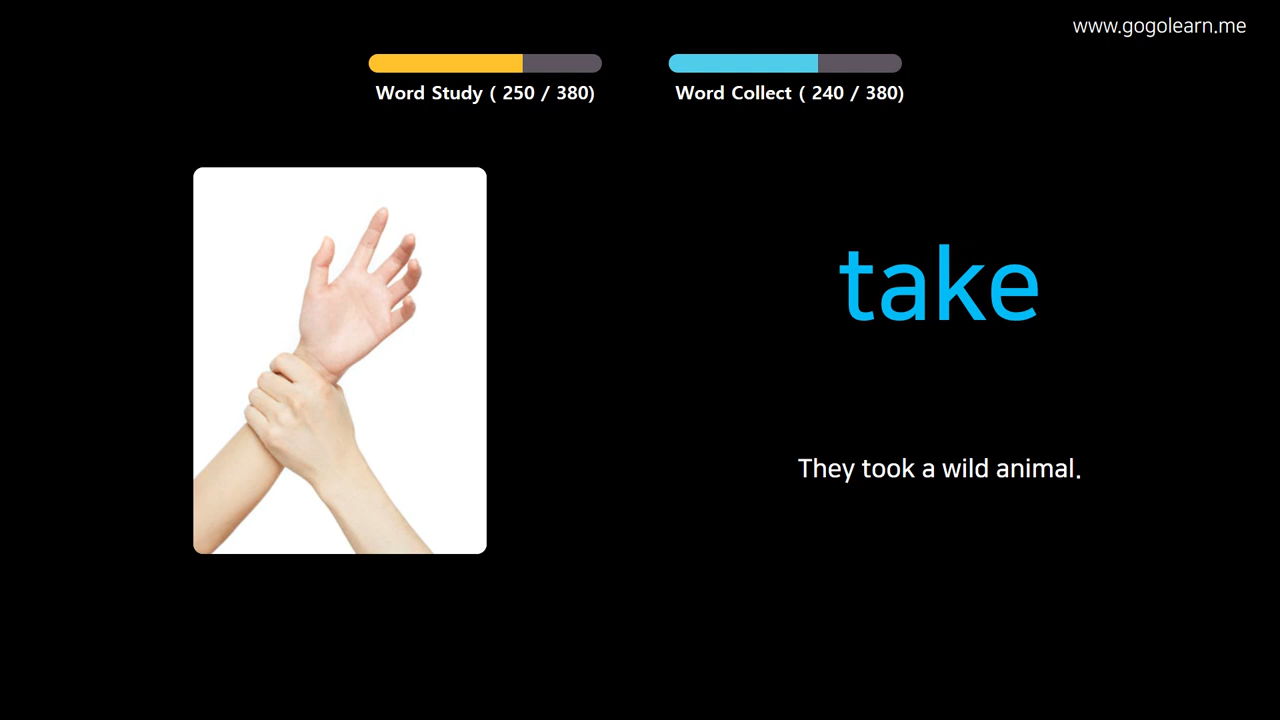 www.gogolearn.me
Word Study ( 250 / 380)
Word Collect ( 240 / 380)
take
They took a wild animal.